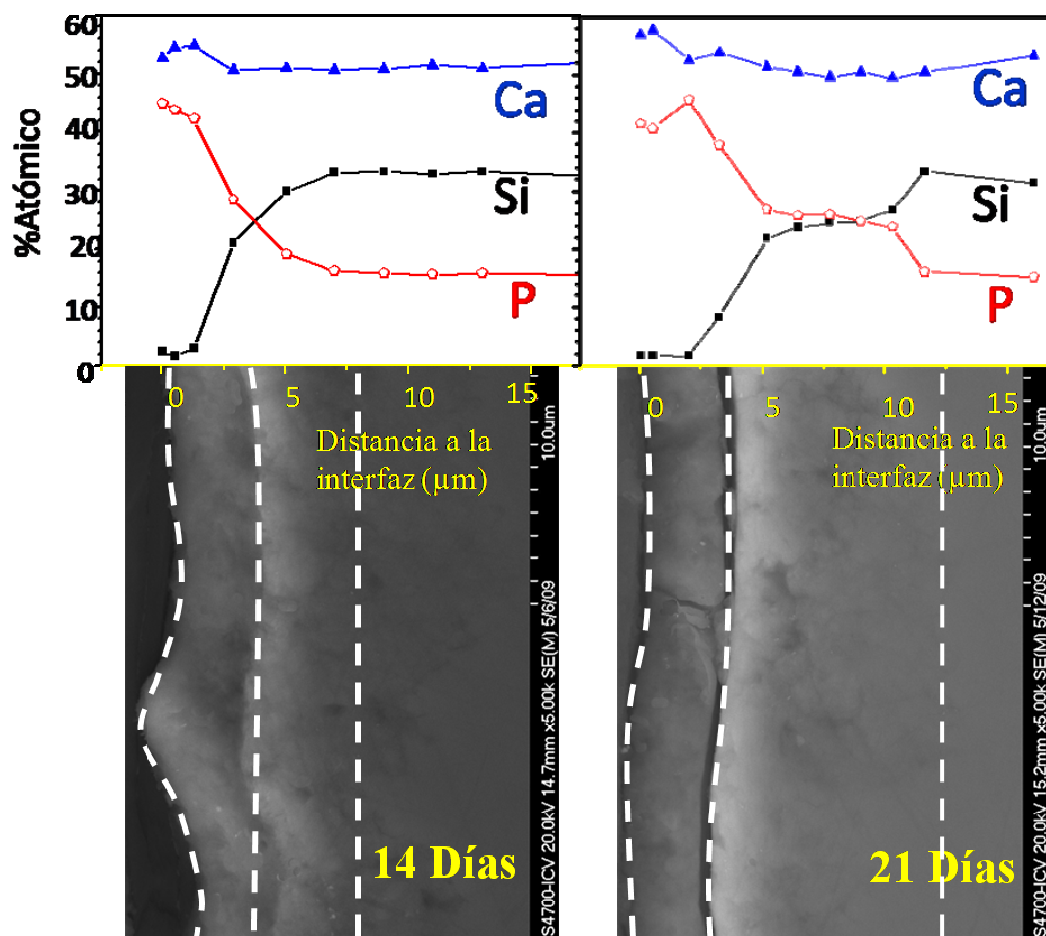 60
50
40
30
20
10
0
%Atómico
Ca
Si
P
Ca
Si
P
0
5
10
15
Distancia a la
interfaz (µm)
10.0um
14 Días
S4700-ICV 20.0kV 14.7mm x5.00k SE(M) 5/6/09
0
5
10
15
Distancia a la
interfaz (µm)
10.0um
21 Días
S4700-ICV 20.0kV 15.2mm x5.00k SE(M) 5/12/09